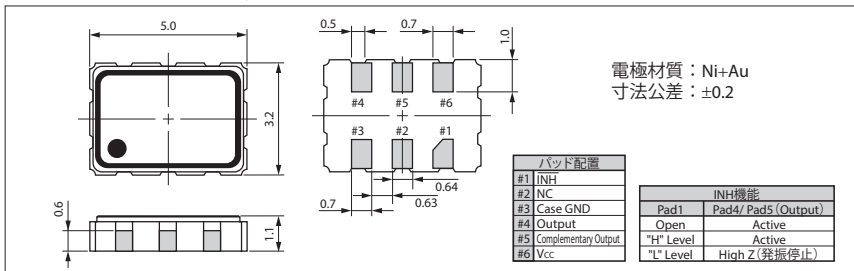 5.0
3.2
0.6
1.1
0.5
0.7
1.0
#4
#5
#6
#3
#2
#1
0.64
0.63
0.7
電極材質：Ni+Au
寸法公差：±0.2
パッド配置
#1 INH
#2 NC
#3 Case GND
#4 Output
#5 Complementary Output
#6 Vcc
INH機能
Pad1 Pad4/ Pad5 (Output)
Open Active
"H" Level Active
"L" Level High Z (発振停止)